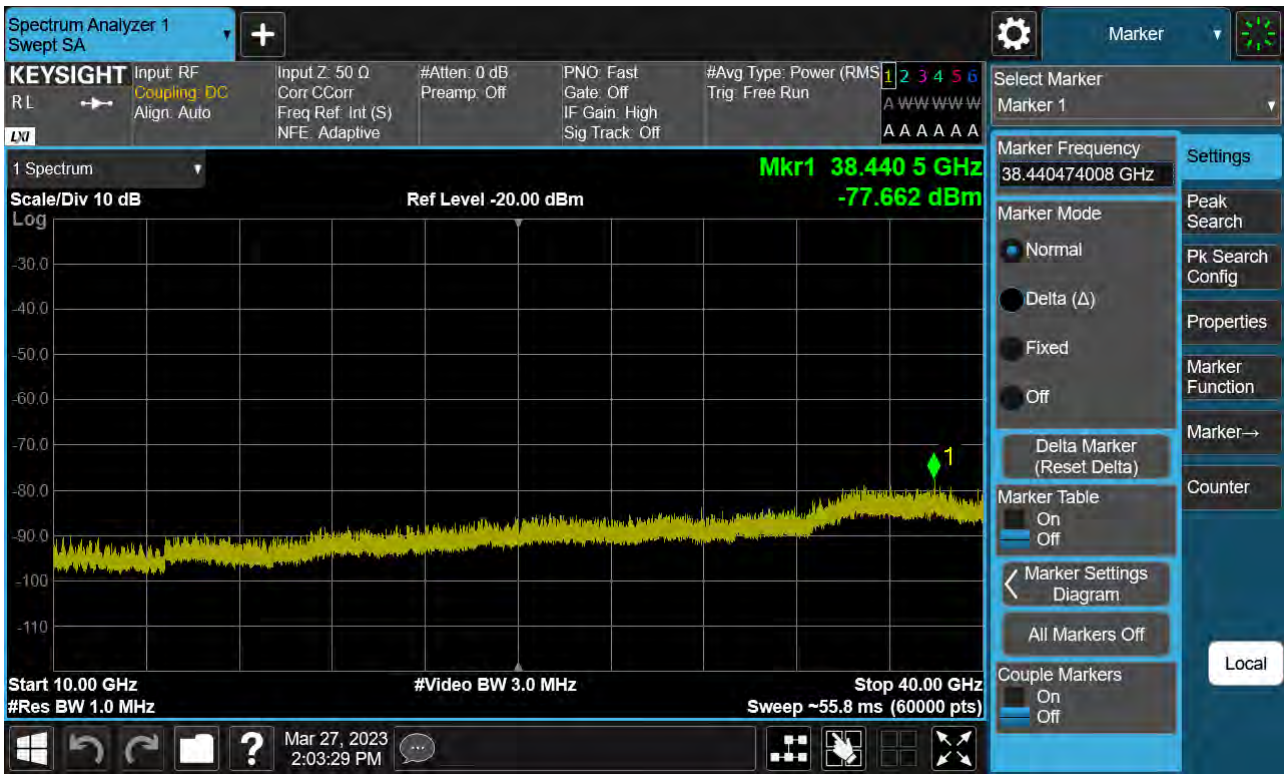 Spectrum Analyzer 1
Swept SA
Marker
KEYSIGHT
R L
LXI
Input: RF
Coupling: DC
Align: Auto
Input Z: 50 Ω
Corr CCorr
Freq Ref: Int (S)
NFE: Adaptive
#Atten: 0 dB
Preamp: Off
PNO: Fast
Gate: Off
IF Gain: High
Sig Track: Off
#Avg Type: Power (RMS
Trig: Free Run
1 2 3 4 5 6
A W W W W W
A A A A A A
Select Marker
Marker 1
1 Spectrum
Mkr1 38.440 5 GHz
-77.662 dBm
Scale/Div 10 dB
Ref Level -20.00 dBm
Log
-30.0
-40.0
-50.0
-60.0
-70.0
-80.0
-90.0
-100
-110
1
Start 10.00 GHz
#Video BW 3.0 MHz
Stop 40.00 GHz
#Res BW 1.0 MHz
Sweep ~55.8 ms (60000 pts)
Marker Frequency
38.440474008 GHz
Marker Mode
Normal
Delta (Δ)
Fixed
Off
Delta Marker
(Reset Delta)
Marker Table
On
Off
Marker Settings
Diagram
All Markers Off
Couple Markers
On
Off
Settings
Peak
Search
Pk Search
Config
Properties
Marker
Function
Marker→
Counter
Local
?
Mar 27, 2023
2:03:29 PM